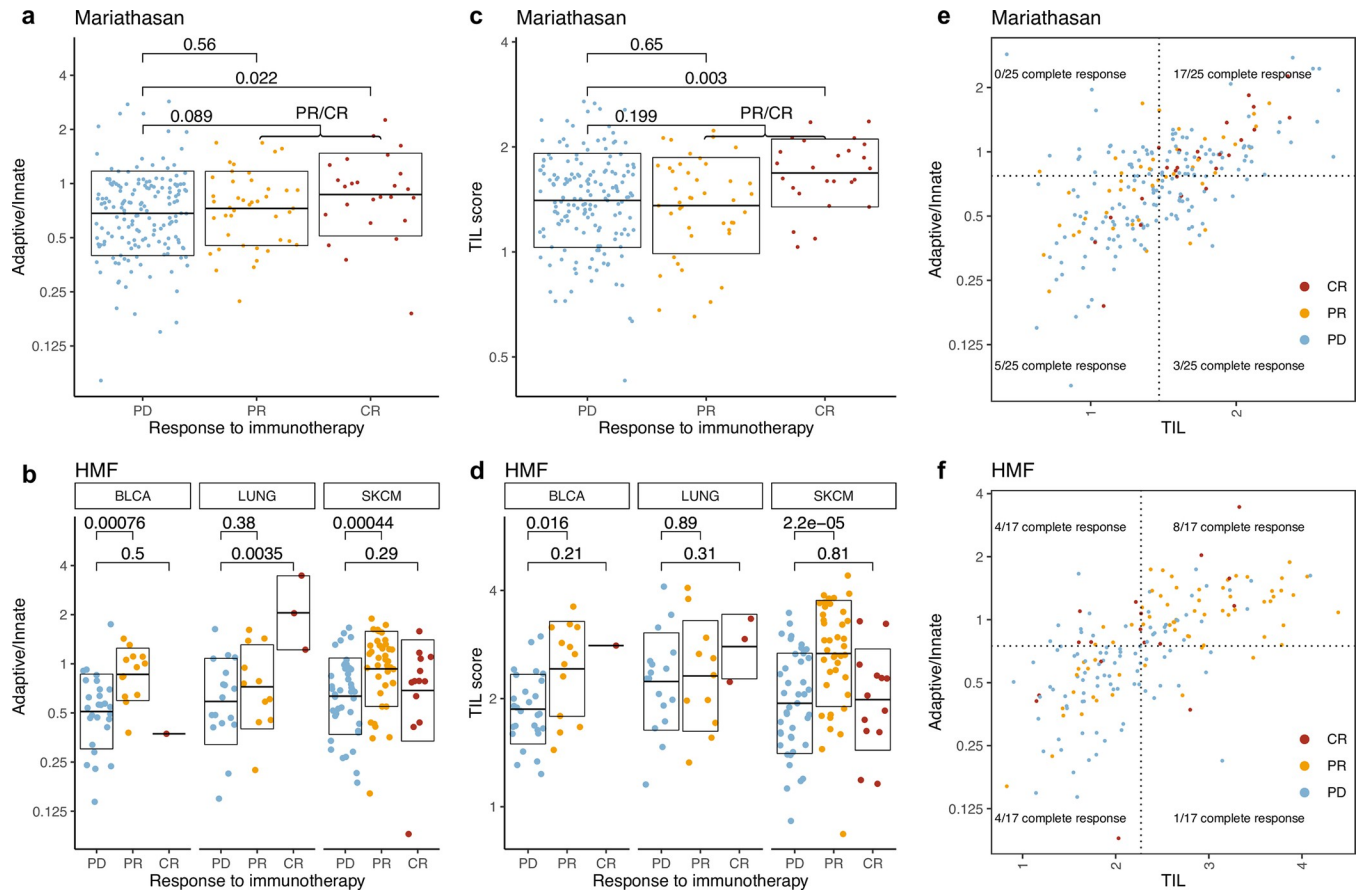 a Mariathasan
0.56
0.022
0.089 PR/CR
4
2
1
0.5
0.25
0.125
Adaptive/Innate
PD PR CR
Response to immunotherapy
c Mariathasan
0.65
0.003
0.199 PR/CR
4
2
1
0.5
TIL score
PD PR CR
Response to immunotherapy
e Mariathasan
0/25 complete response 17/25 complete response
2
1
0.5
0.25
0.125
Adaptive/Innate
CR
PR
PD
5/25 complete response 3/25 complete response
1 2
TIL
b HMF
BLCA LUNG SKCM
0.00076 0.38 0.00044
0.5 0.0035 0.29
4
2
1
0.5
0.25
0.125
Adaptive/Innate
PD PR CR PD PR CR PD PR CR
Response to immunotherapy
d HMF
BLCA LUNG SKCM
0.016 0.89 2.2e−05
0.21 0.31 0.81
4
2
1
TIL score
PD PR CR PD PR CR PD PR CR
Response to immunotherapy
f HMF
4/17 complete response 8/17 complete response
4
2
1
0.5
0.25
0.125
Adaptive/Innate
CR
PR
PD
4/17 complete response 1/17 complete response
1 2 3 4
TIL